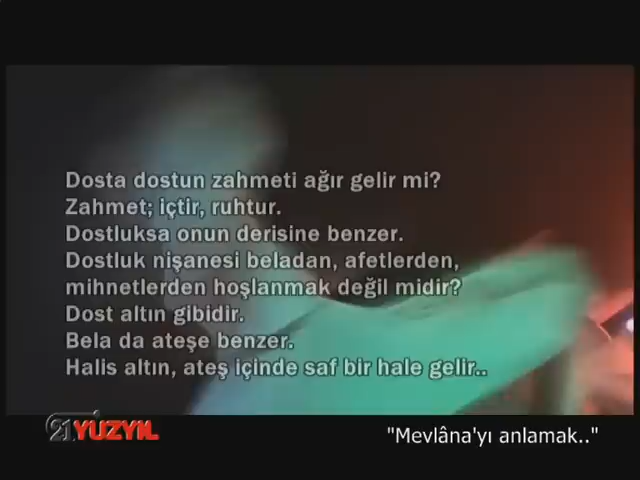 Dosta dostun zahmeti ağır gelir mi?
Zahmet; içtir, ruhtur.
Dostluksa onun derisine benzer.
Dostluk nişanesi beladan, afetlerden,
mihnetlerden hoşlanmak değil midir?
Dost altın gibidir.
Bela da ateşe benzer.
Halis altın, ateş içinde saf bir hale gelir..
21YÜZYIL
"Mevlâna'yı anlamak.."